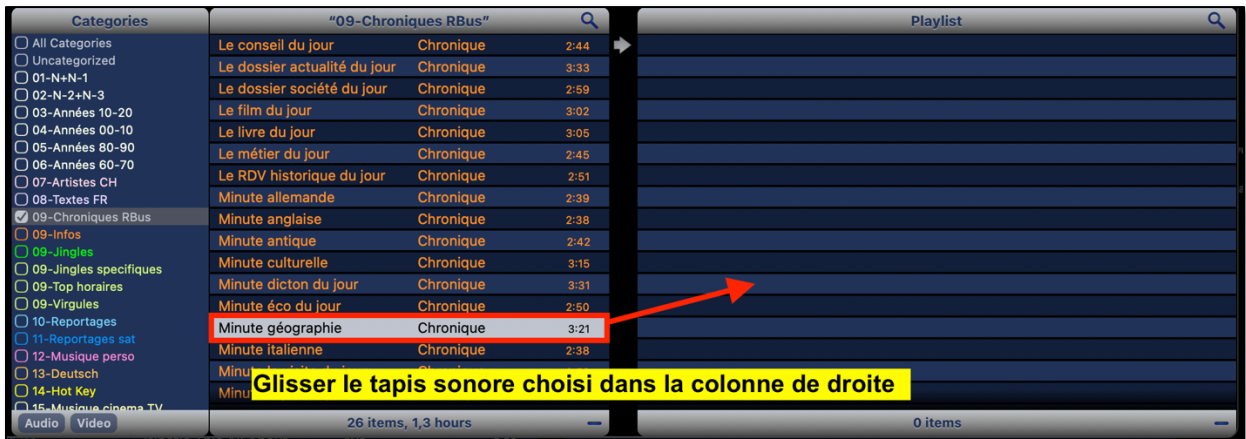 Categories
All Categories
Uncategorized
01-N+N-1
02-N-2+N-3
03-Années 10-20
04-Années 00-10
05-Années 80-90
06-Années 60-70
07-Artistes CH
08-Textes FR
09-Chroniques RBus
09-Infos
09-Jingles
09-Jingles specifiques
09-Top horaires
09-Virgules
10-Reportages
11-Reportages sat
12-Musique perso
13-Deutsch
14-Hot Key
15-Musique cinema TV
Audio Video
"09-Chroniques RBus"
Le conseil du jour Chronique 2:44
Le dossier actualité du jour Chronique 3:33
Le dossier société du jour Chronique 2:59
Le film du jour Chronique 3:02
Le livre du jour Chronique 3:05
Le métier du jour Chronique 2:45
Le RDV historique du jour Chronique 2:51
Minute allemande Chronique 2:39
Minute anglaise Chronique 2:38
Minute antique Chronique 2:42
Minute culturelle Chronique 3:15
Minute dicton du jour Chronique 3:31
Minute éco du jour Chronique 2:50
Minute géographie Chronique 3:21
Minute italienne Chronique 2:38
Glisser le tapis sonore choisi dans la colonne de droite
26 items, 1,3 hours
Playlist
0 items